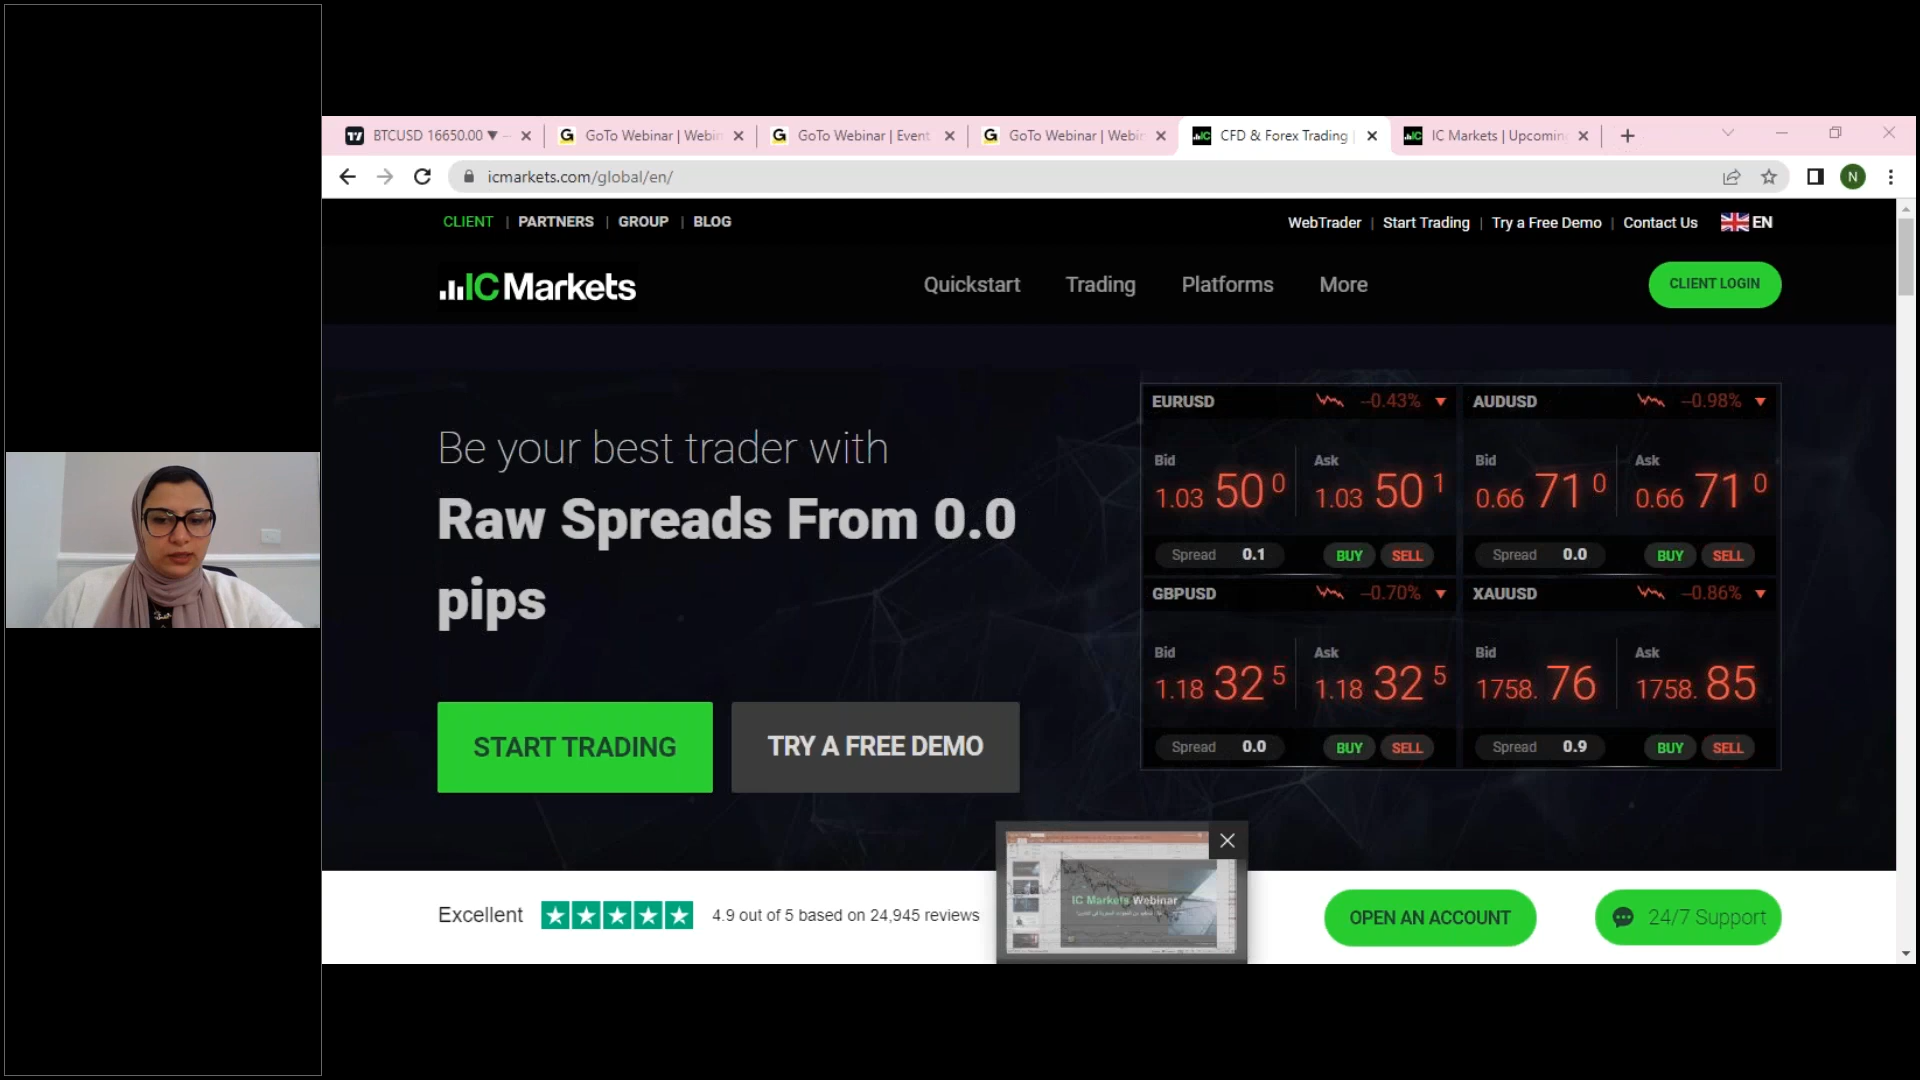 BTCUSD 16650.00 ▼
GoTo Webinar | Webin
GoTo Webinar | Event
GoTo Webinar | Webin
CFD & Forex Trading |
IC Markets | Upcoming
icmarkets.com/global/en/
N
CLIENT | PARTNERS | GROUP | BLOG
WebTrader | Start Trading | Try a Free Demo | Contact Us EN
IC Markets
Quickstart Trading Platforms More
CLIENT LOGIN
Be your best trader with
Raw Spreads From 0.0
pips
START TRADING
TRY A FREE DEMO
EURUSD -0.43% ▼
Bid Ask
1.03 50 0 1.03 50 1
Spread 0.1 BUY SELL
AUDUSD -0.98% ▼
Bid Ask
0.66 71 0 0.66 71 0
Spread 0.0 BUY SELL
GBPUSD -0.70% ▼
Bid Ask
1.18 32 5 1.18 32 5
Spread 0.0 BUY SELL
XAUUSD -0.86% ▼
Bid Ask
1758. 76 1758. 85
Spread 0.9 BUY SELL
IC Markets Webinar
Excellent 4.9 out of 5 based on 24,945 reviews
OPEN AN ACCOUNT
24/7 Support